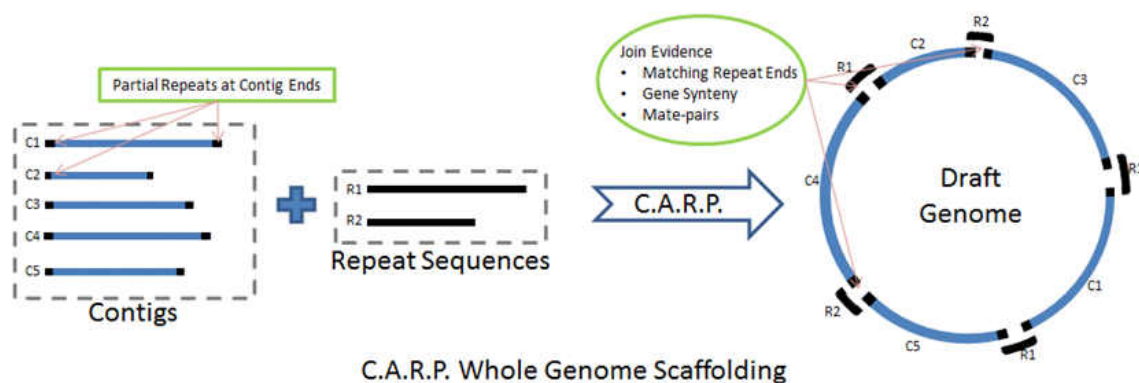 Partial Repeats at Contig Ends
C1
C2
C3
C4
C5
Contigs
R1
R2
Repeat Sequences
C.A.R.P.
Join Evidence
• Matching Repeat Ends
• Gene Synteny
• Mate-pairs
R2
C2
R1
C3
C4
R1
Draft
Genome
C1
R2
C5
R1
C.A.R.P. Whole Genome Scaffolding